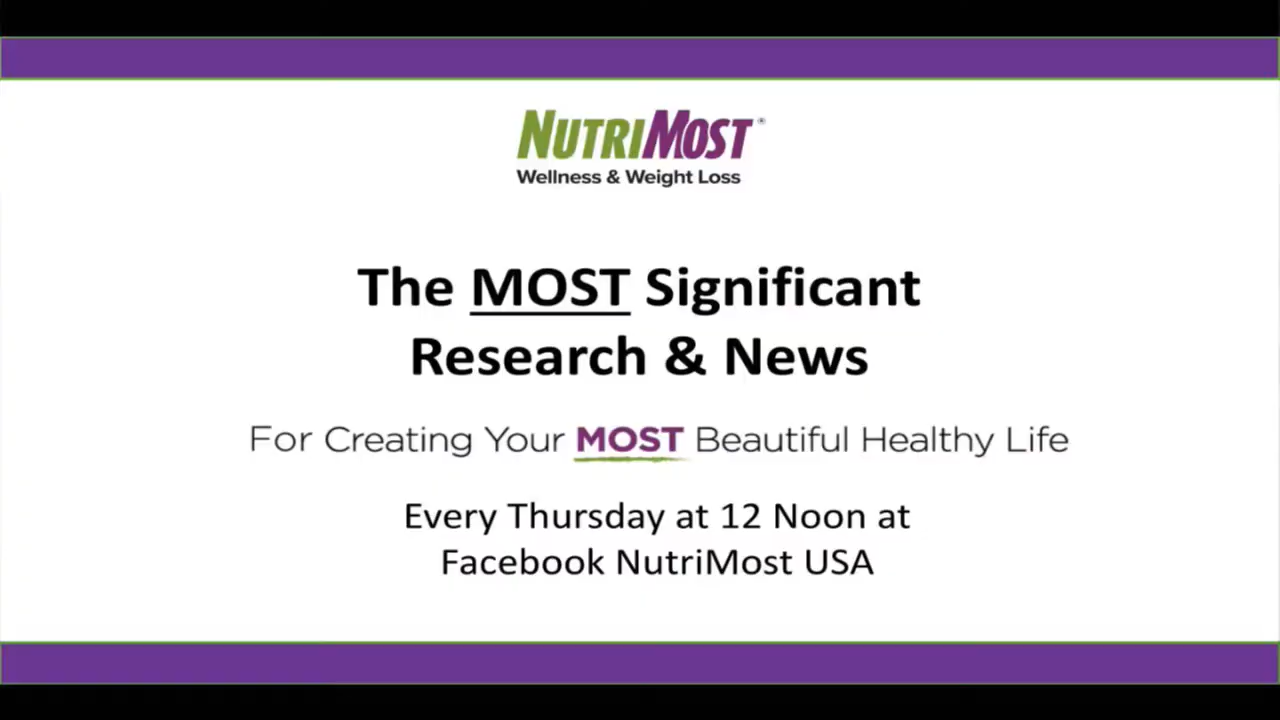 NUTRIMOST®
Wellness & Weight Loss
The MOST Significant
Research & News
For Creating Your MOST Beautiful Healthy Life
Every Thursday at 12 Noon at
Facebook NutriMost USA